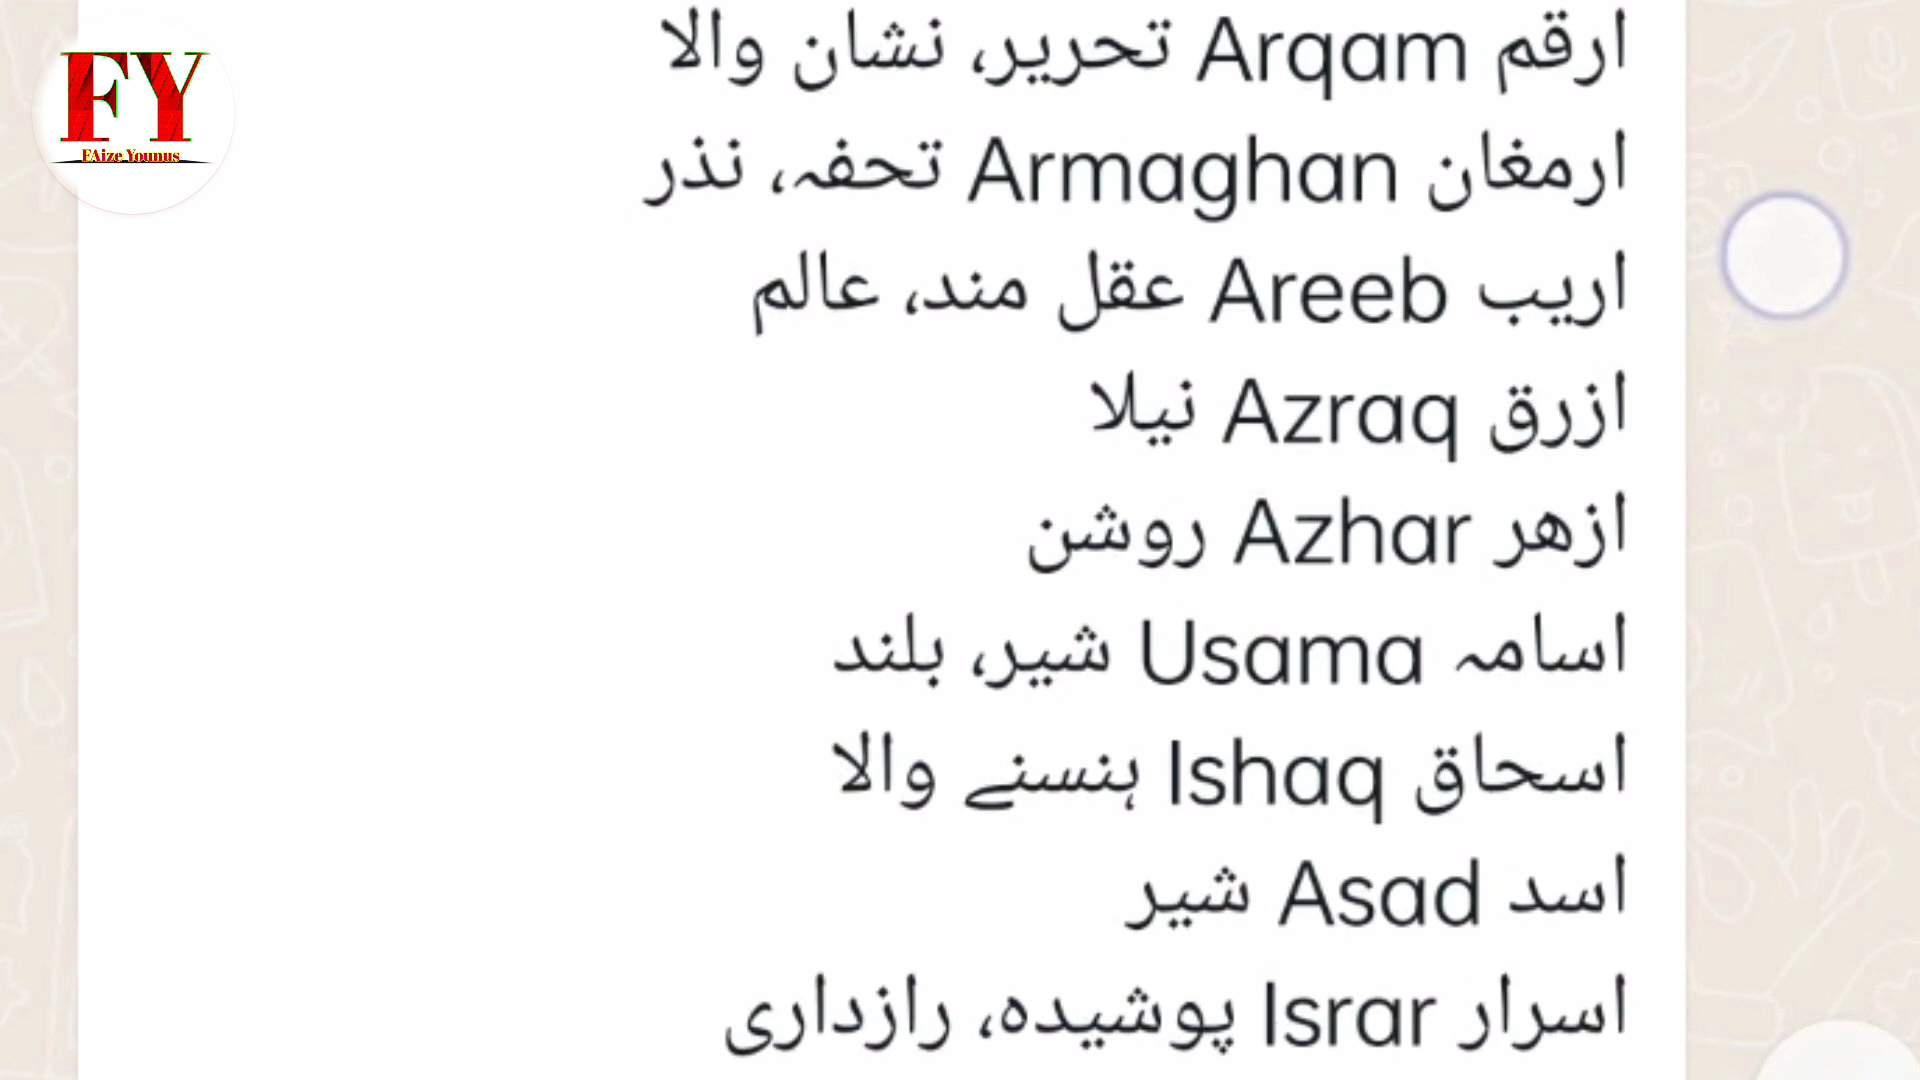 FY
FAize Younus
ارقم Arqam تحریر، نشان والا
ارمغان Armaghan تحفہ، نذر
اریب Areeb عقل مند، عالم
ازرق Azraq نیلا
ازھر Azhar روشن
اسامہ Usama شیر، بلند
اسحاق Ishaq ہنسنے والا
اسد Asad شیر
اسرار Israr پوشیدہ، رازداری